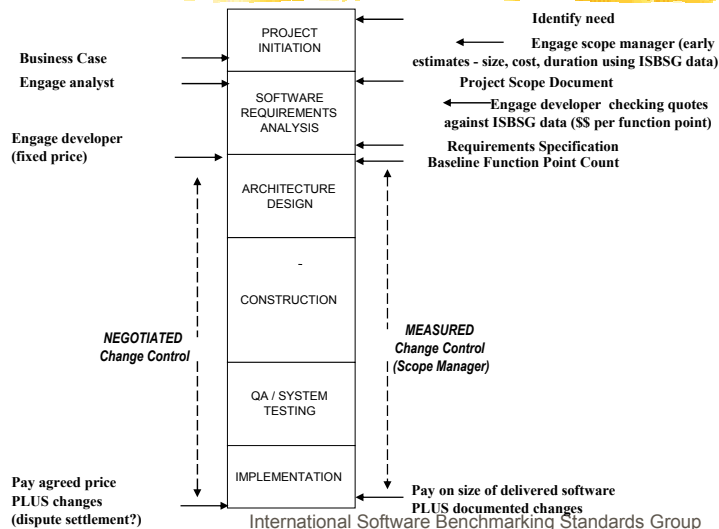 Identify need
PROJECT
INITIATION
Engage scope manager (early
estimates - size, cost, duration using ISBSG data)
Business Case
Engage analyst
Project Scope Document
SOFTWARE
REQUIREMENTS
ANALYSIS
Engage developer checking quotes
against ISBSG data ($$ per function point)
Engage developer
(fixed price)
Requirements Specification
Baseline Function Point Count
ARCHITECTURE
DESIGN
-
CONSTRUCTION
NEGOTIATED
Change Control
MEASURED
Change Control
(Scope Manager)
QA / SYSTEM
TESTING
IMPLEMENTATION
Pay agreed price
PLUS changes
(dispute settlement?)
Pay on size of delivered software
PLUS documented changes
International Software Benchmarking Standards Group